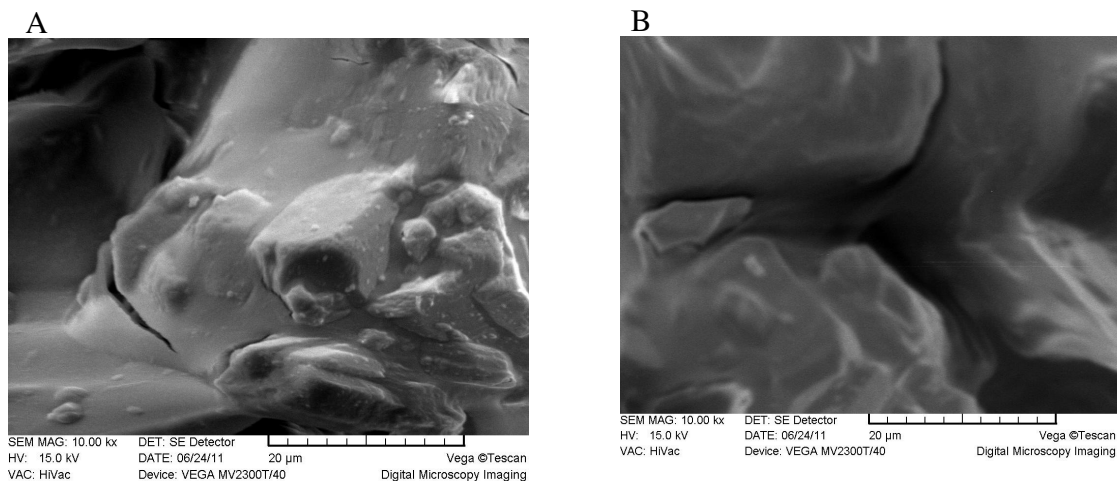 A
B
SEM MAG: 10.00 kx DET: SE Detector
HV: 15.0 kV DATE: 06/24/11 20 µm Vega ©Tescan
VAC: HiVac Device: VEGA MV2300T/40 Digital Microscopy Imaging
SEM MAG: 10.00 kx DET: SE Detector
HV: 15.0 kV DATE: 06/24/11 20 µm Vega ©Tescan
VAC: HiVac Device: VEGA MV2300T/40 Digital Microscopy Imaging